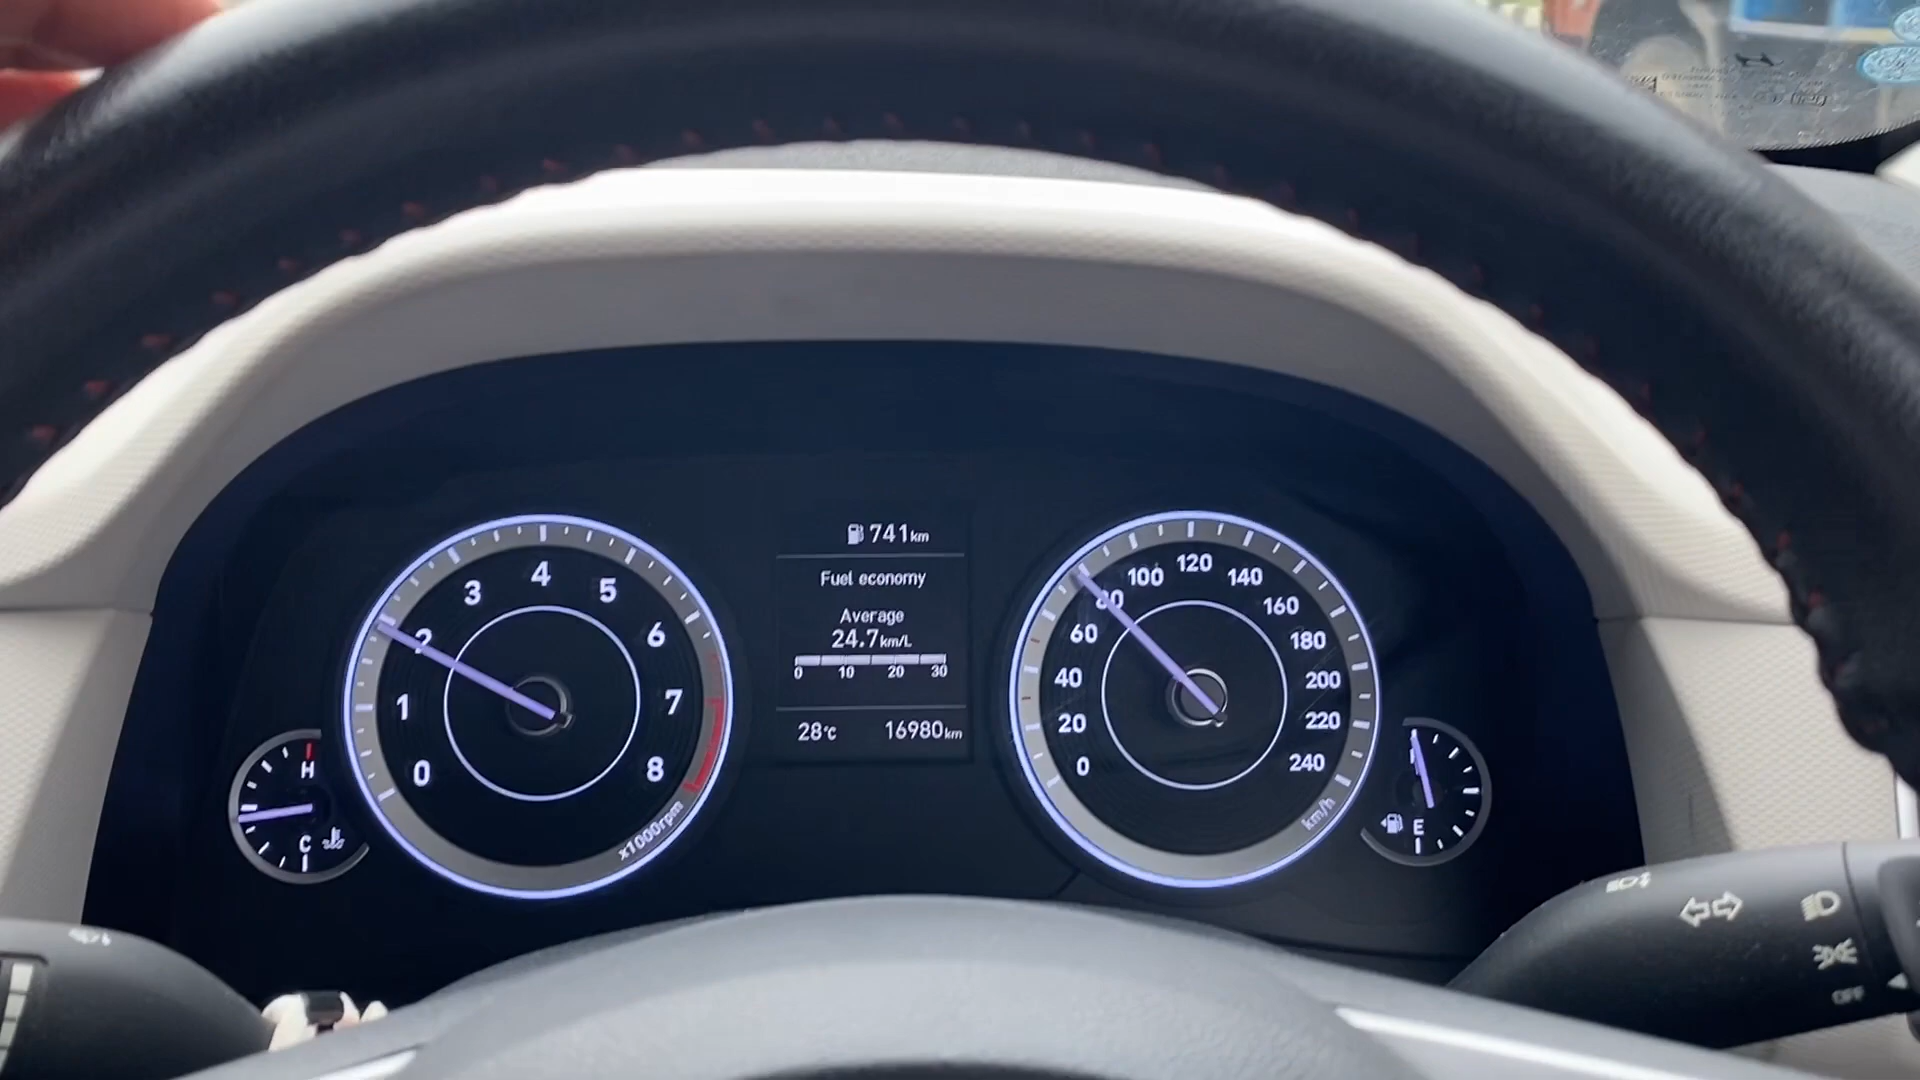 741km
Fuel economy
Average
24.7km/L
0 10 20 30
28°C 16980km
0 1 2 3 4 5 6 7 8
x1000rpm
H
C
0 20 40 60 80 100 120 140 160 180 200 220 240
km/h
E
OFF